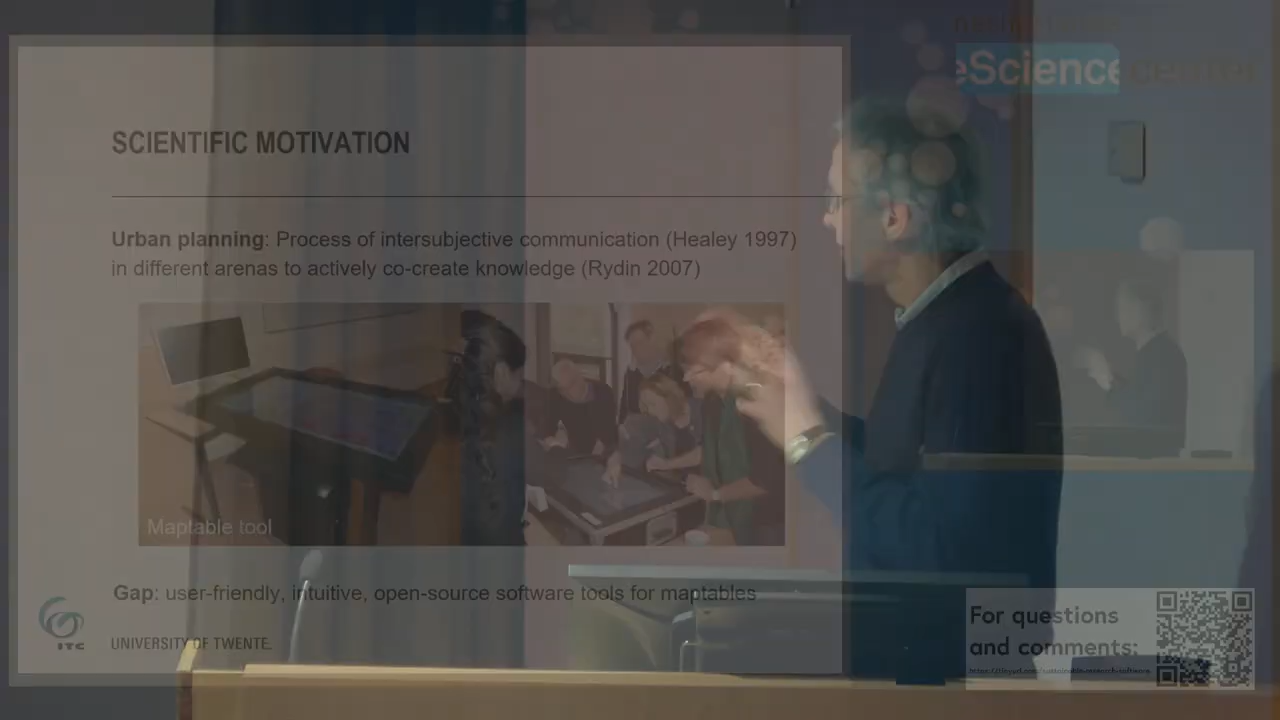 eScience center
SCIENTIFIC MOTIVATION
Urban planning: Process of intersubjective communication (Healey 1997)
in different arenas to actively co-create knowledge (Rydin 2007)
Maptable tool
Gap: user-friendly, intuitive, open-source software tools for maptables
ITC
UNIVERSITY OF TWENTE.
For questions
and comments: